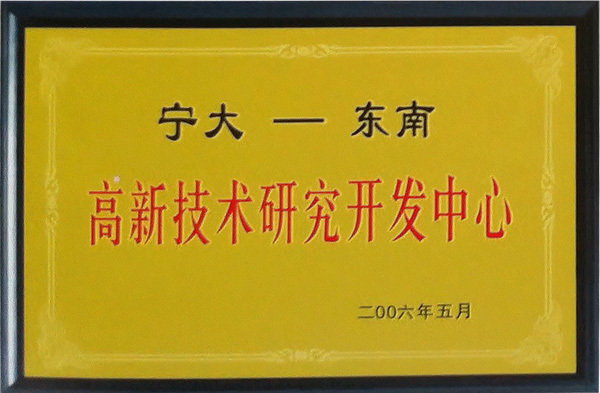 宁大 — 东南
高新技术研究开发中心
二00六年五月